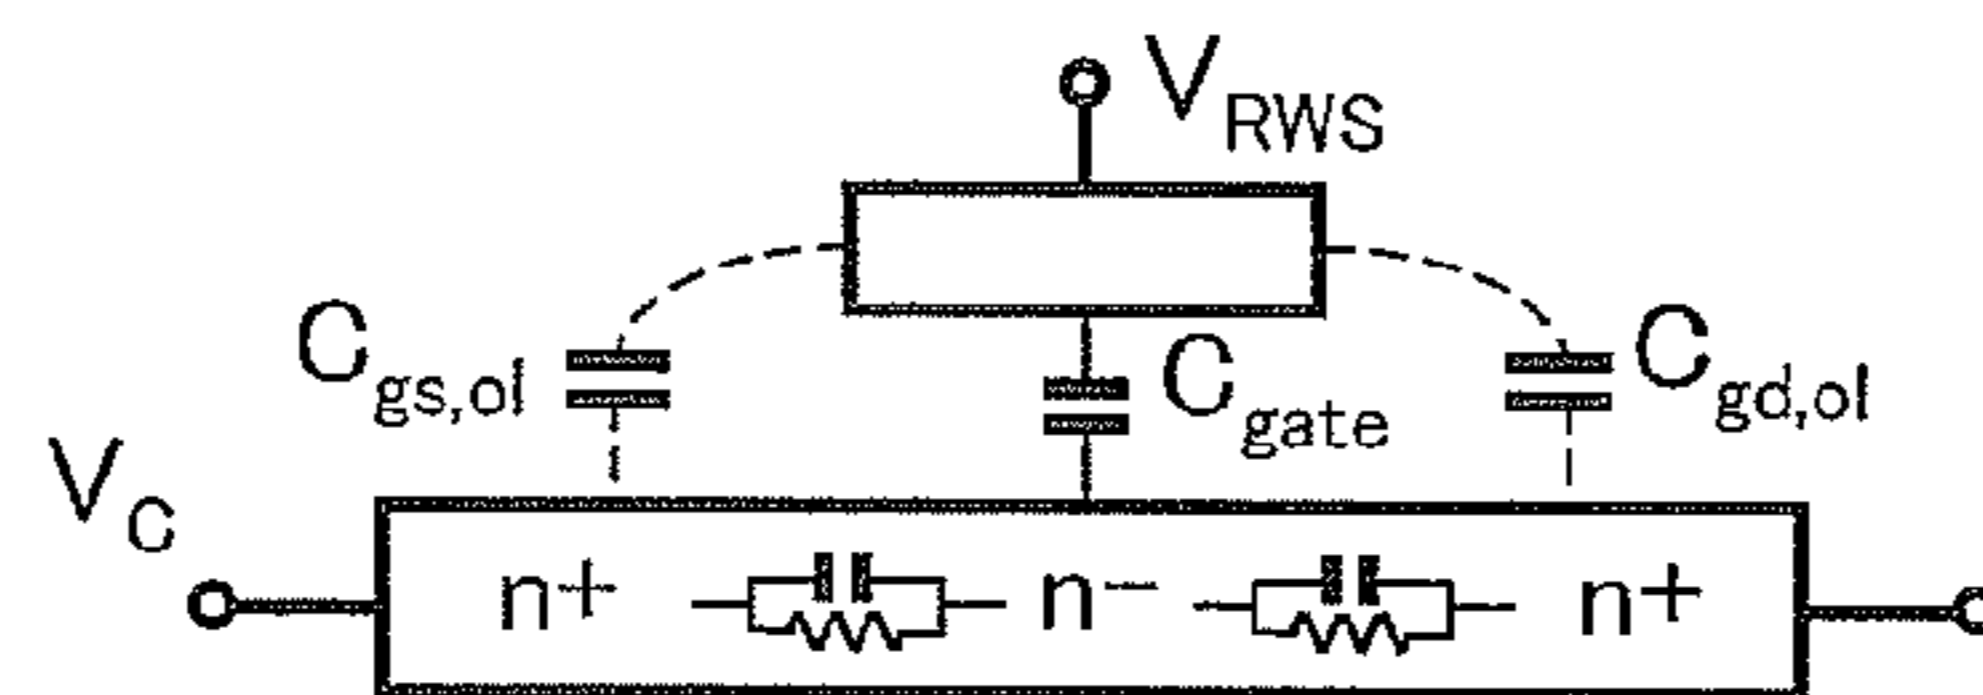 V_RWS
C_gs,ol
C_gate
C_gd,ol
V_C
n+ n- n+